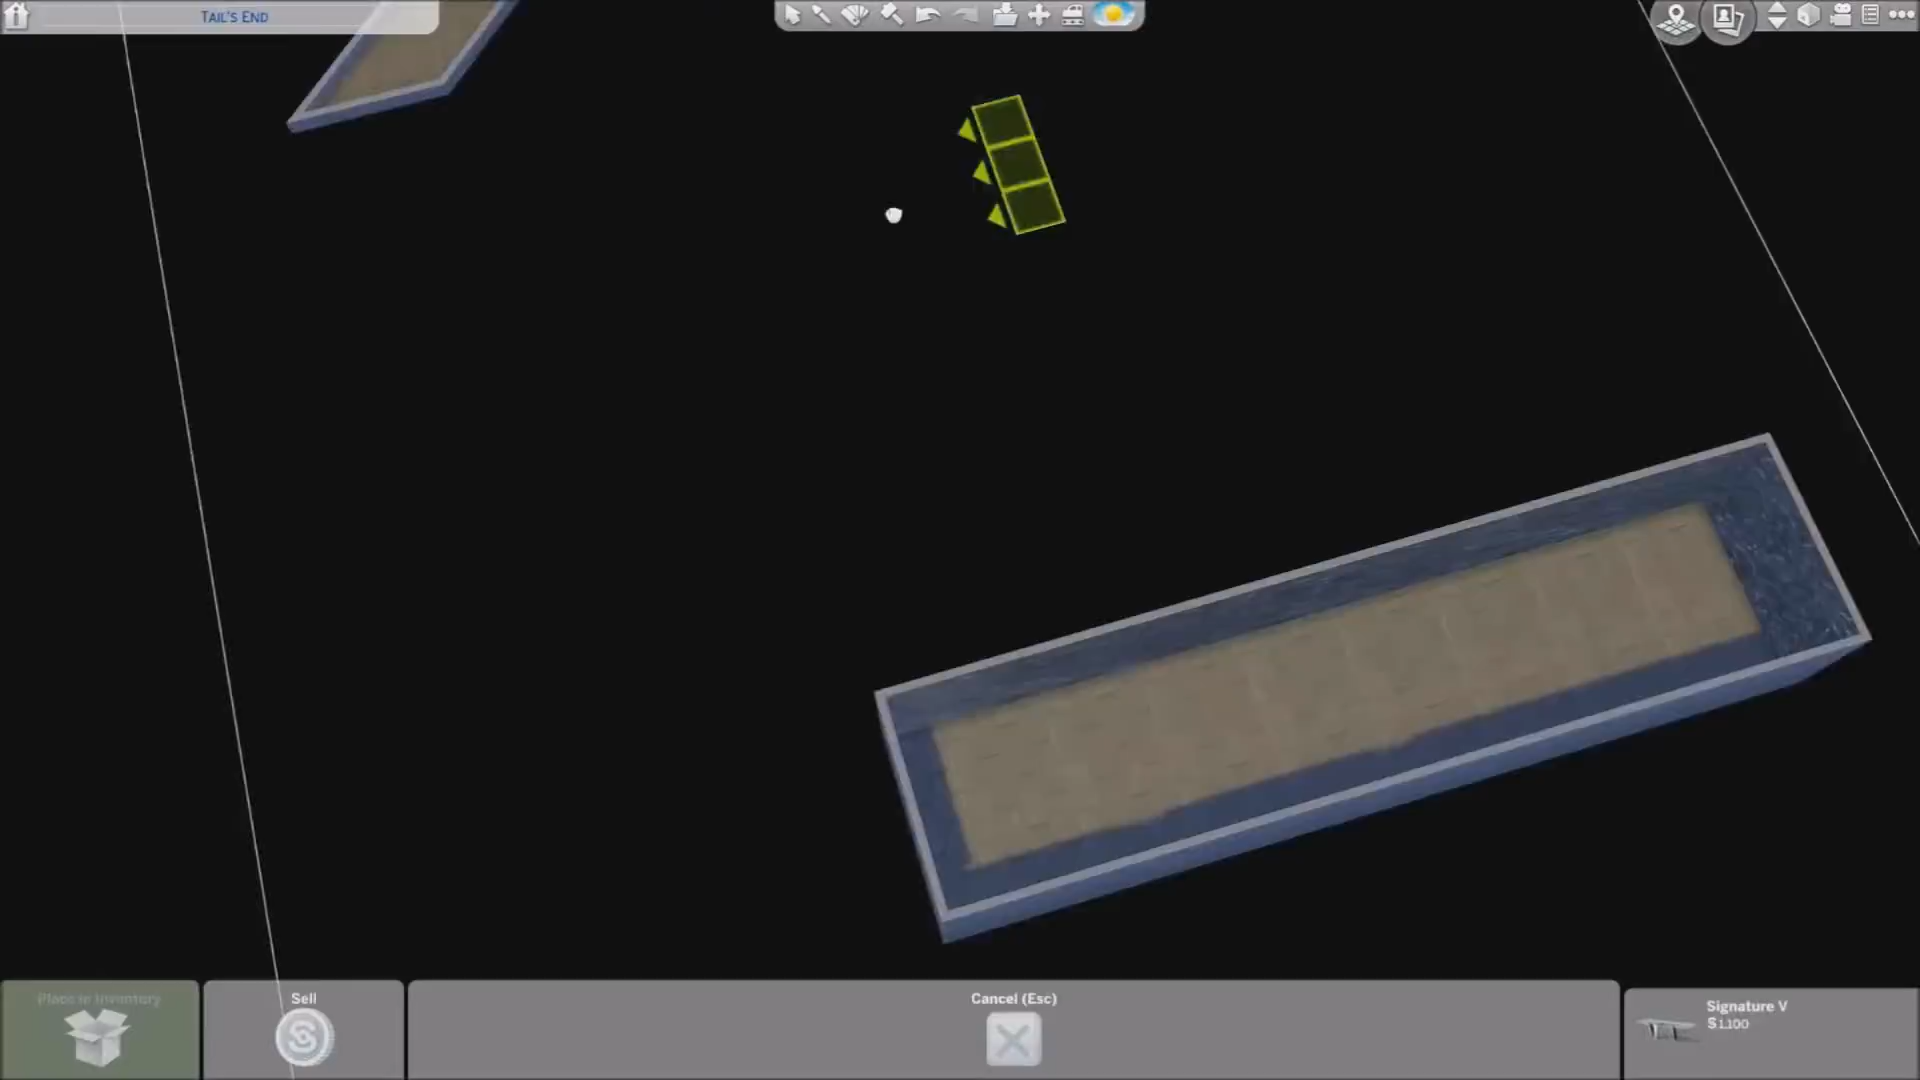 TAIL'S END
Place in Inventory
Sell
Cancel (Esc)
Signature V
§1,100